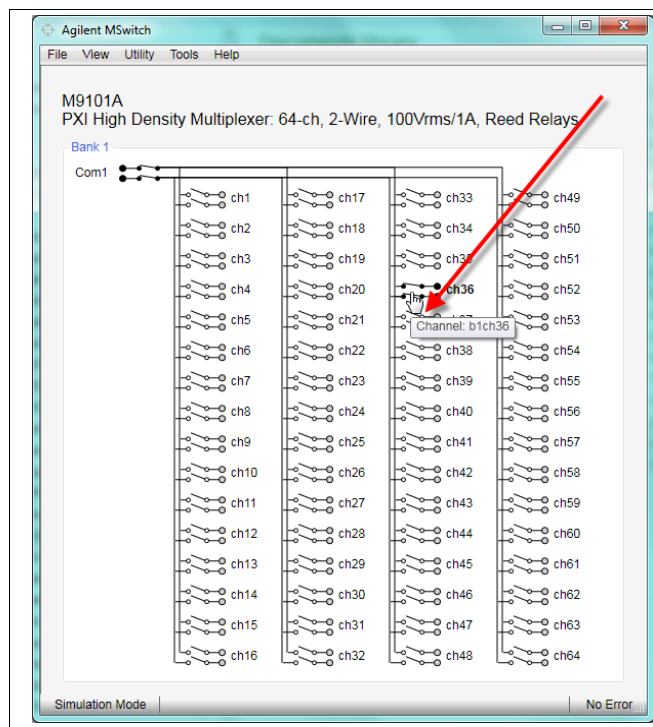 Agilent MSwitch
File View Utility Tools Help
M9101A
PXI High Density Multiplexer: 64-ch, 2-Wire, 100Vrms/1A, Reed Relays
Bank 1
Com1
ch1 ch17 ch33 ch49
ch2 ch18 ch34 ch50
ch3 ch19 ch35 ch51
ch4 ch20 ch36 ch52
ch5 ch21 ch37 ch53
Channel: b1ch36
ch6 ch22 ch38 ch54
ch7 ch23 ch39 ch55
ch8 ch24 ch40 ch56
ch9 ch25 ch41 ch57
ch10 ch26 ch42 ch58
ch11 ch27 ch43 ch59
ch12 ch28 ch44 ch60
ch13 ch29 ch45 ch61
ch14 ch30 ch46 ch62
ch15 ch31 ch47 ch63
ch16 ch32 ch48 ch64
Simulation Mode No Error